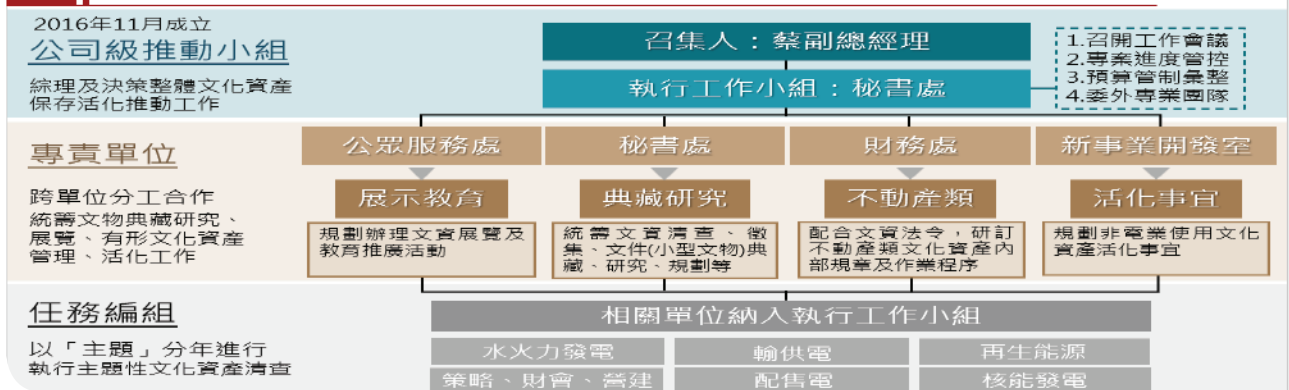 2016年11月成立
公司級推動小組
綜理及決策整體文化資產
保存活化推動工作
召集人：蔡副總經理
執行工作小組：秘書處
1.召開工作會議
2.專案進度管控
3.預算管制彙整
4.委外專業團隊
專責單位
跨單位分工合作
統籌文物典藏研究、
展覽、有形文化資產
管理、活化工作
公眾服務處
展示教育
規劃辦理文資展覽及
教育推廣活動
秘書處
典藏研究
統籌文資清查、徵
集、文件(小型文物)典
藏、研究、規劃等
財務處
不動產類
配合文資法令，研訂
不動產類文化資產內
部規章及作業程序
新事業開發室
活化事宜
規劃非電業使用文化
資產活化事宜
任務編組
以「主題」分年進行
執行主題性文化資產清查
相關單位納入執行工作小組
水火力發電
輸供電
再生能源
策略、財會、營建
配售電
核能發電